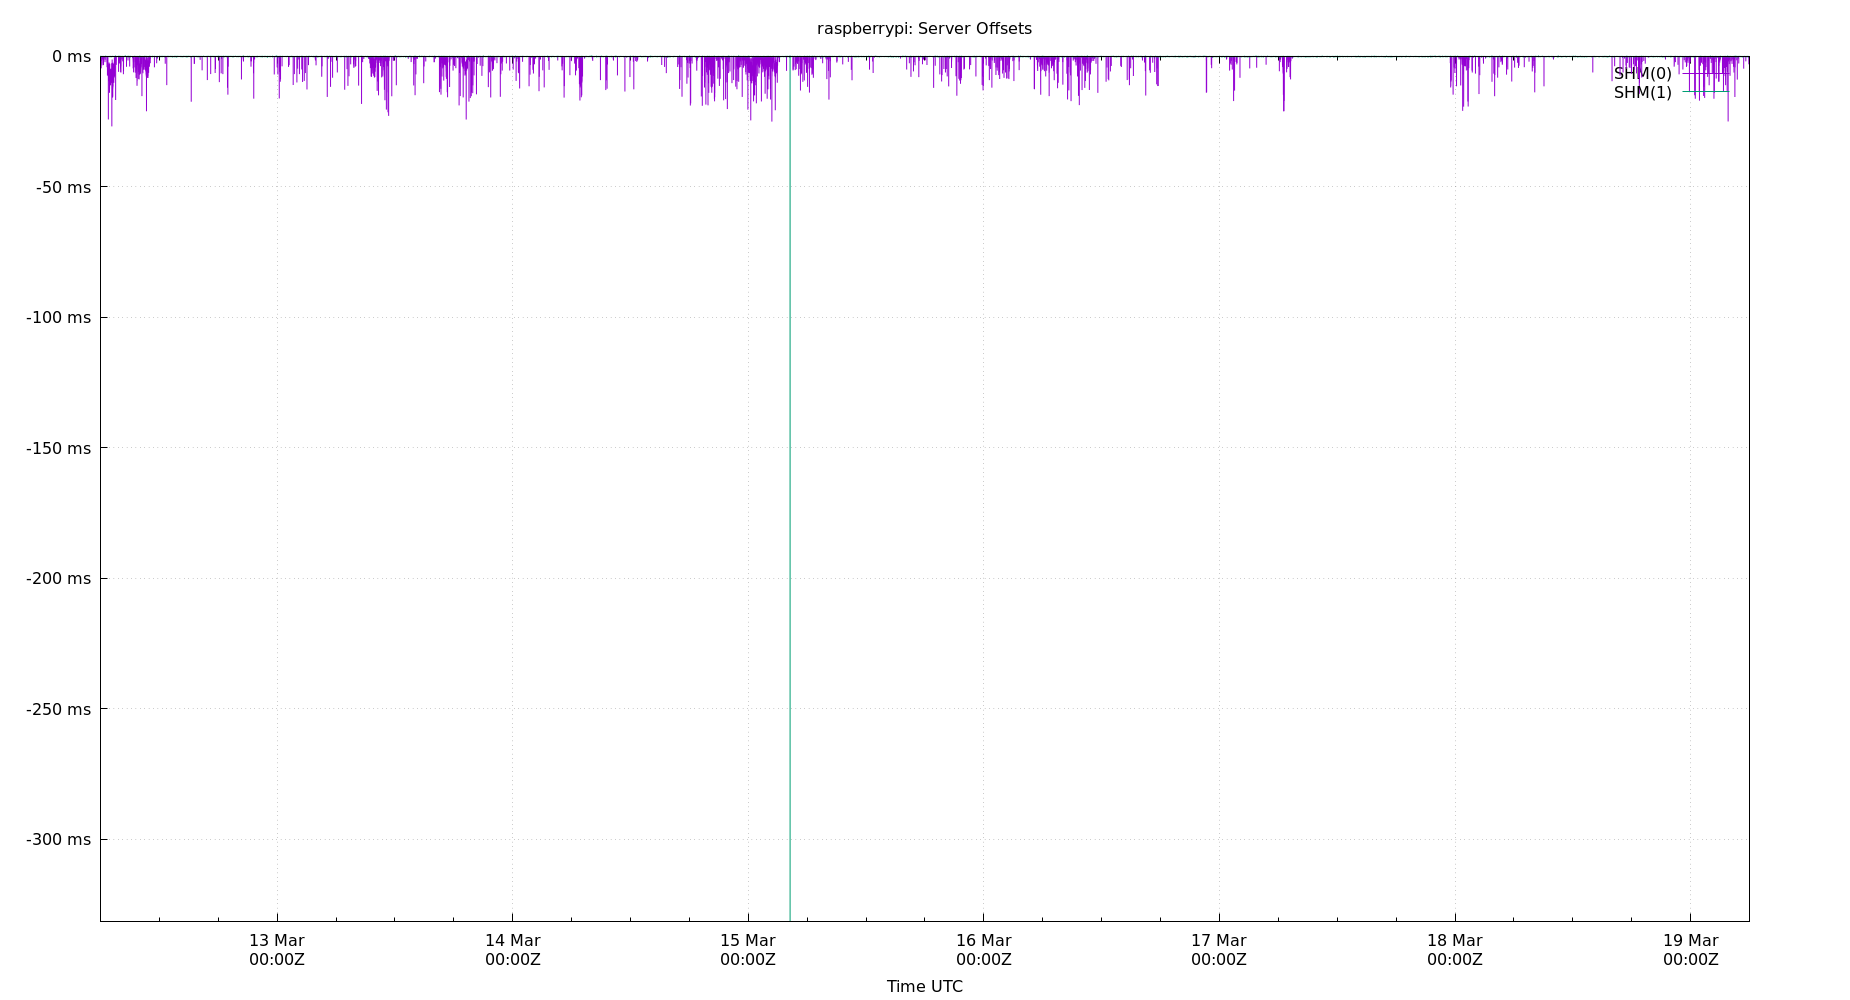 raspberrypi: Server Offsets
0 ms
SHM(0)
SHM(1)
-50 ms
-100 ms
-150 ms
-200 ms
-250 ms
-300 ms
13 Mar 14 Mar 15 Mar 16 Mar 17 Mar 18 Mar 19 Mar
00:00Z 00:00Z 00:00Z 00:00Z 00:00Z 00:00Z 00:00Z
Time UTC